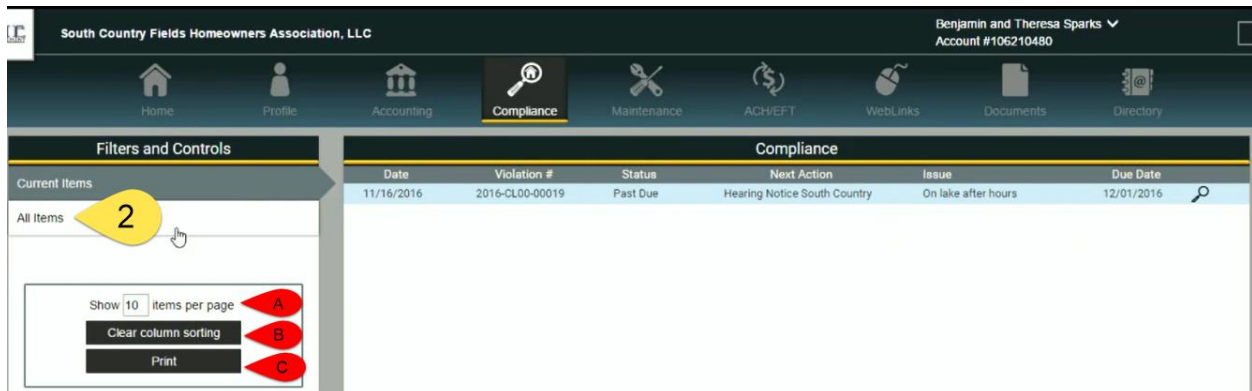 South Country Fields Homeowners Association, LLC
Benjamin and Theresa Sparks
Account #106210480
Home
Profile
Accounting
Compliance
Maintenance
ACH/EFT
WebLinks
Documents
Directory
Filters and Controls
Current Items
All Items
2
Show 10 items per page
A
Clear column sorting
B
Print
C
Compliance
Date Violation # Status Next Action Issue Due Date
11/16/2016 2016-CL00-00019 Past Due Hearing Notice South Country On lake after hours 12/01/2016